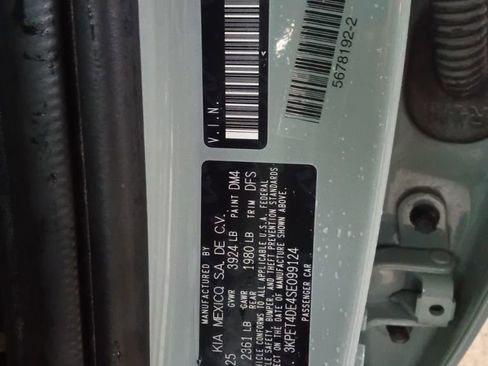 5678192-2
V.I.N.
MANUFACTURED BY
KIA MEXICO, S.A. DE C.V.
25 GVWR 3924 LB PAINT DM4
2361 LB GAWR REAR 1980 LB TRIM DFS
VEHICLE CONFORMS TO ALL APPLICABLE U.S.A. FEDERAL
SAFETY, BUMPER, AND THEFT PREVENTION STANDARDS
THE DATE OF MANUFACTURE SHOWN ABOVE.
3KPFT4DE4SE099124
PASSENGER CAR